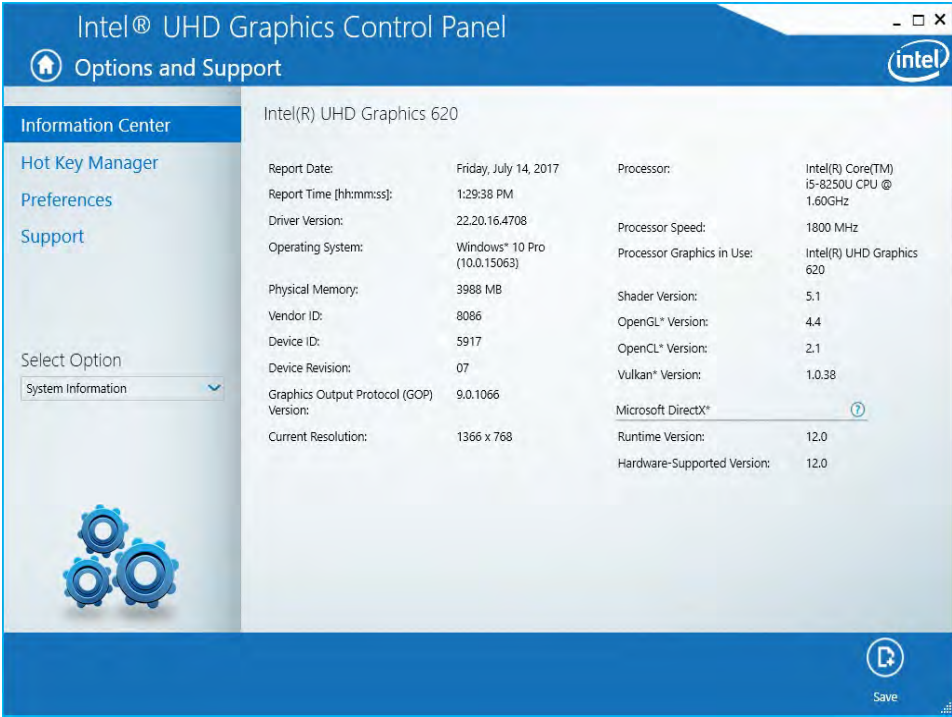 Intel® UHD Graphics Control Panel
Options and Support
intel
Information Center
Hot Key Manager
Preferences
Support
Select Option
System Information
Intel(R) UHD Graphics 620
Report Date: Friday, July 14, 2017
Report Time [hh:mm:ss]: 1:29:38 PM
Driver Version: 22.20.16.4708
Operating System: Windows* 10 Pro
(10.0.15063)
Physical Memory: 3988 MB
Vendor ID: 8086
Device ID: 5917
Device Revision: 07
Graphics Output Protocol (GOP) 9.0.1066
Version:
Current Resolution: 1366 x 768
Processor: Intel(R) Core(TM)
i5-8250U CPU @
1.60GHz
Processor Speed: 1800 MHz
Processor Graphics in Use: Intel(R) UHD Graphics
620
Shader Version: 5.1
OpenGL* Version: 4.4
OpenCL* Version: 2.1
Vulkan* Version: 1.0.38
Microsoft DirectX* ?
Runtime Version: 12.0
Hardware-Supported Version: 12.0
Save